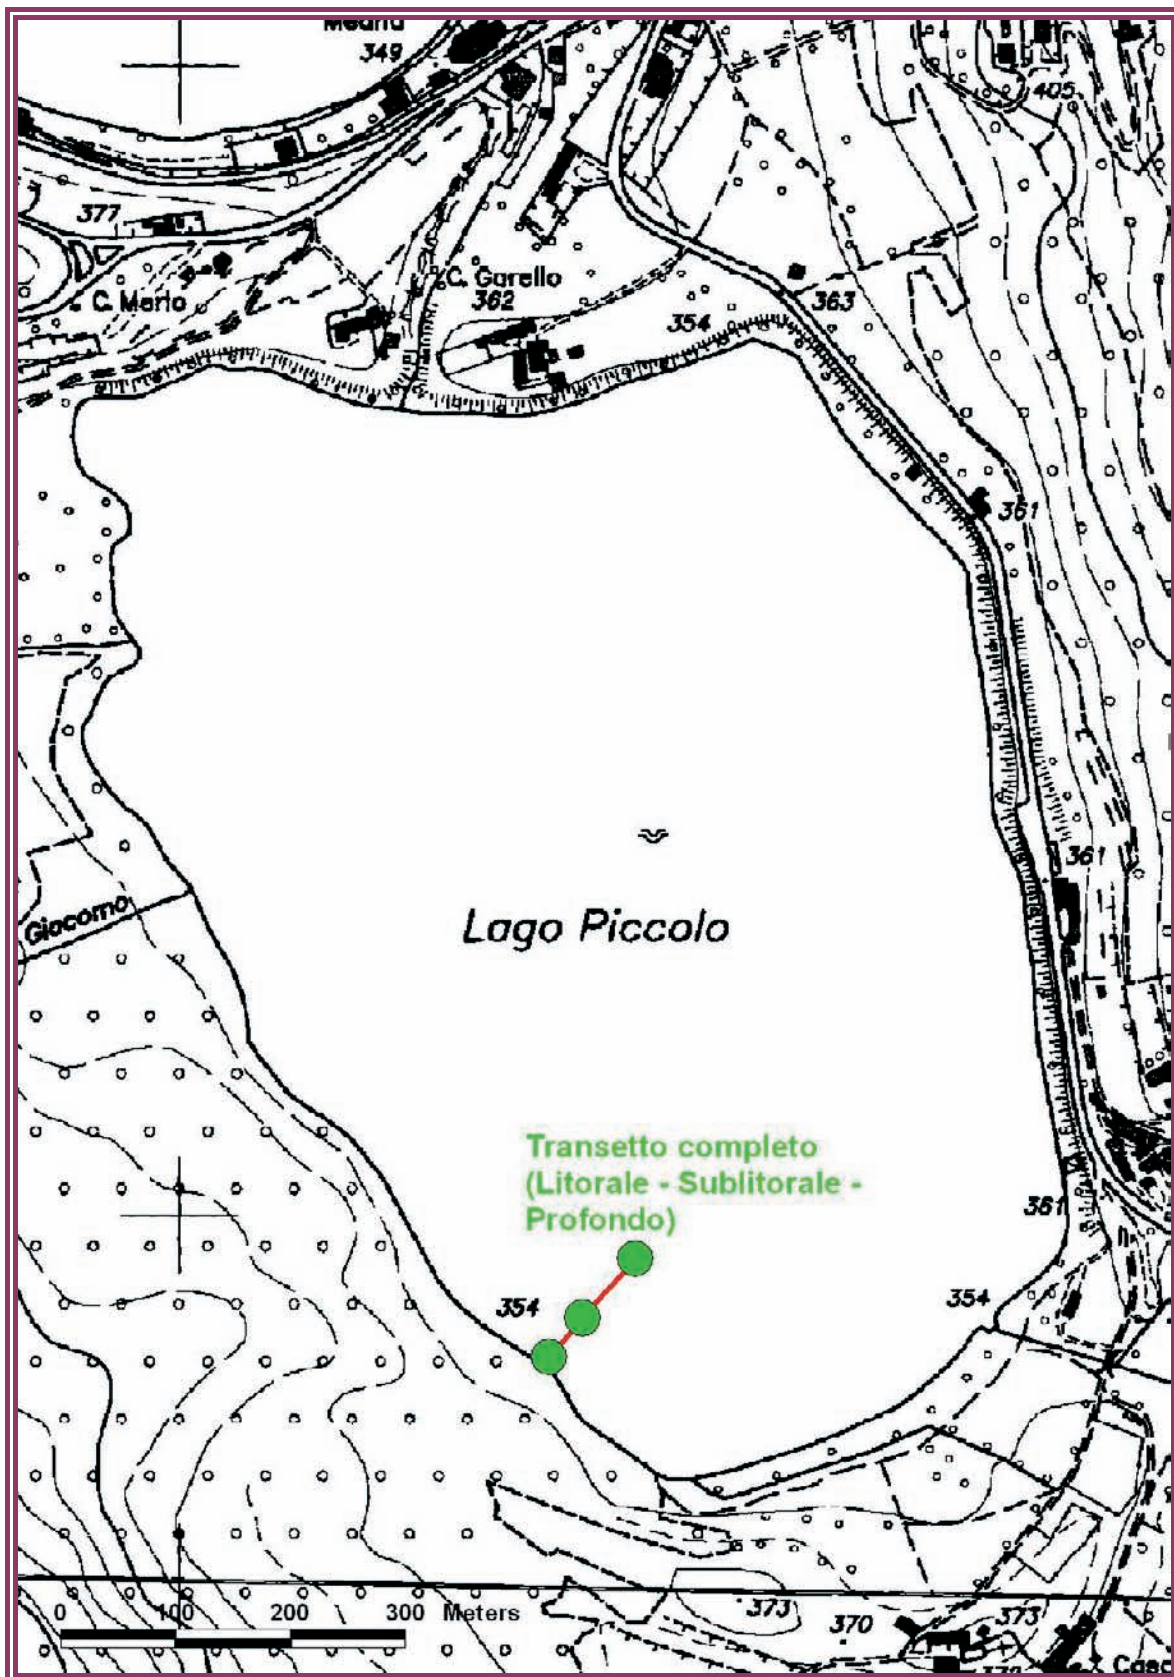 349
405
377
C. Garello
362
C. Merlo
363
354
361
361
Giacomo
Lago Piccolo
Transetto completo
(Litorale - Sublitorale -
Profondo)
361
354
354
0 100 200 300 Meters
373
370
373